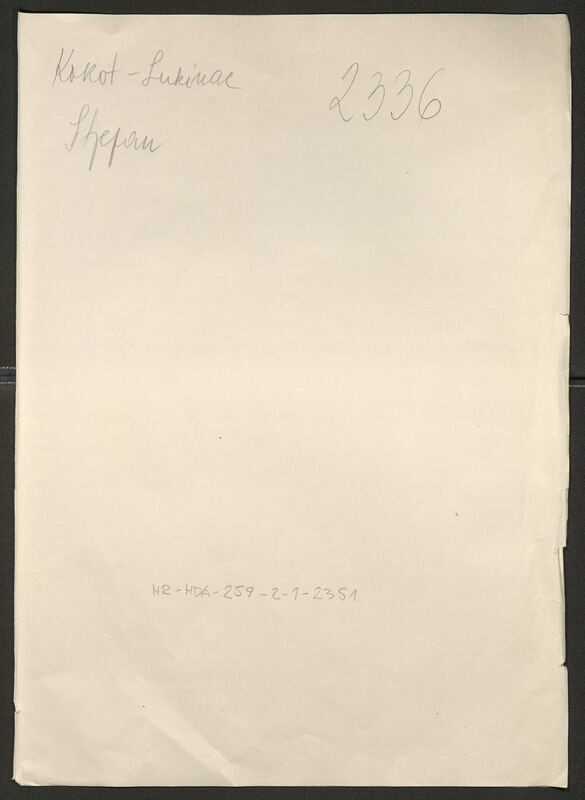 Kokot-Lukinac 2336
Stjepan
HR-HDA-259-2-1-2351